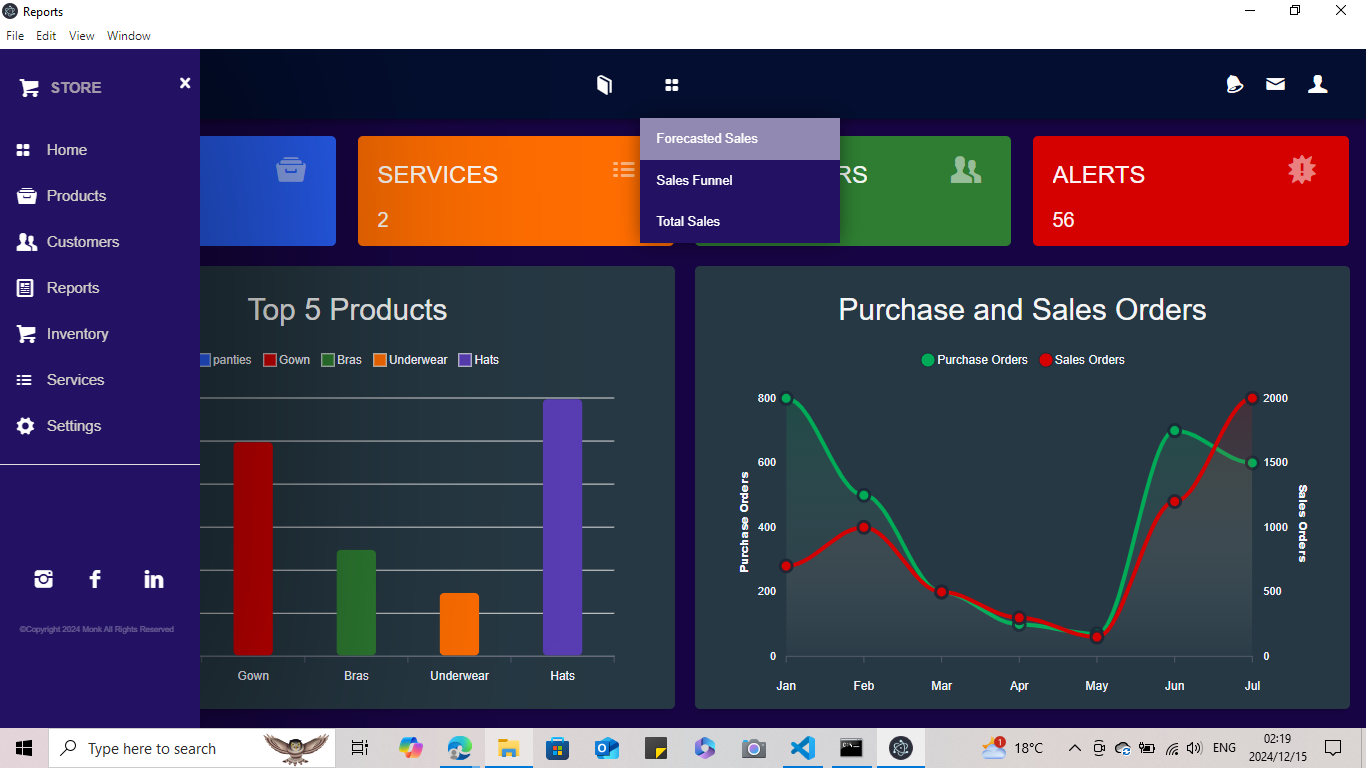 Reports
File Edit View Window
STORE
Home
Products
Customers
Reports
Inventory
Services
Settings
©Copyright 2024 Monk All Rights Reserved
Forecasted Sales
Sales Funnel
Total Sales
SERVICES
2
RS
ALERTS
56
Top 5 Products
panties Gown Bras Underwear Hats
Gown Bras Underwear Hats
Purchase and Sales Orders
Purchase Orders Sales Orders
800 2000
600 1500
400 1000
200 500
0 0
Purchase Orders
Sales Orders
Jan Feb Mar Apr May Jun Jul
Type here to search
1
18°C
ENG
02:19
2024/12/15